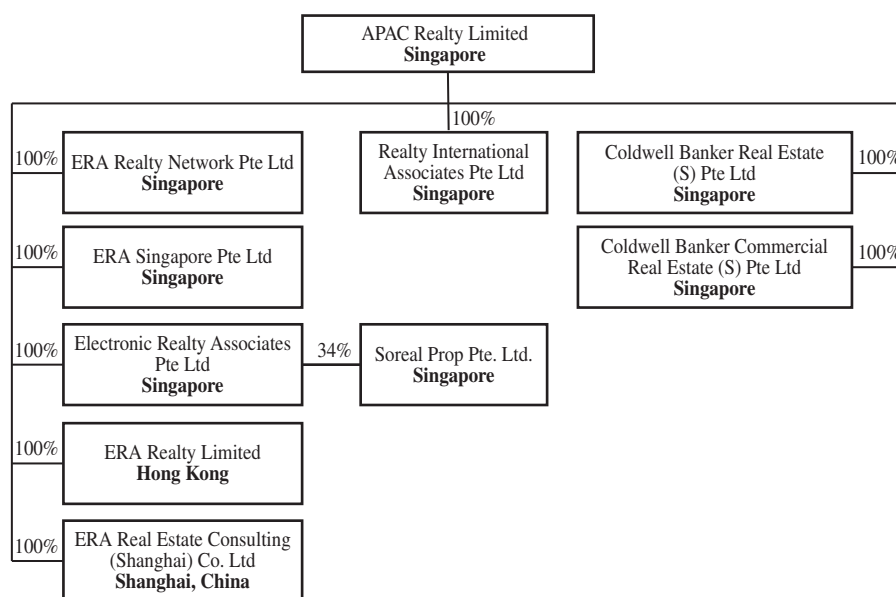 APAC Realty Limited
Singapore
100%
100%
ERA Realty Network Pte Ltd
Singapore
Realty International
Associates Pte Ltd
Singapore
Coldwell Banker Real Estate
(S) Pte Ltd
Singapore
100%
100%
ERA Singapore Pte Ltd
Singapore
Coldwell Banker Commercial
Real Estate (S) Pte Ltd
Singapore
100%
100%
Electronic Realty Associates
Pte Ltd
Singapore
34%
Soreal Prop Pte. Ltd.
Singapore
100%
ERA Realty Limited
Hong Kong
100%
ERA Real Estate Consulting
(Shanghai) Co. Ltd
Shanghai, China